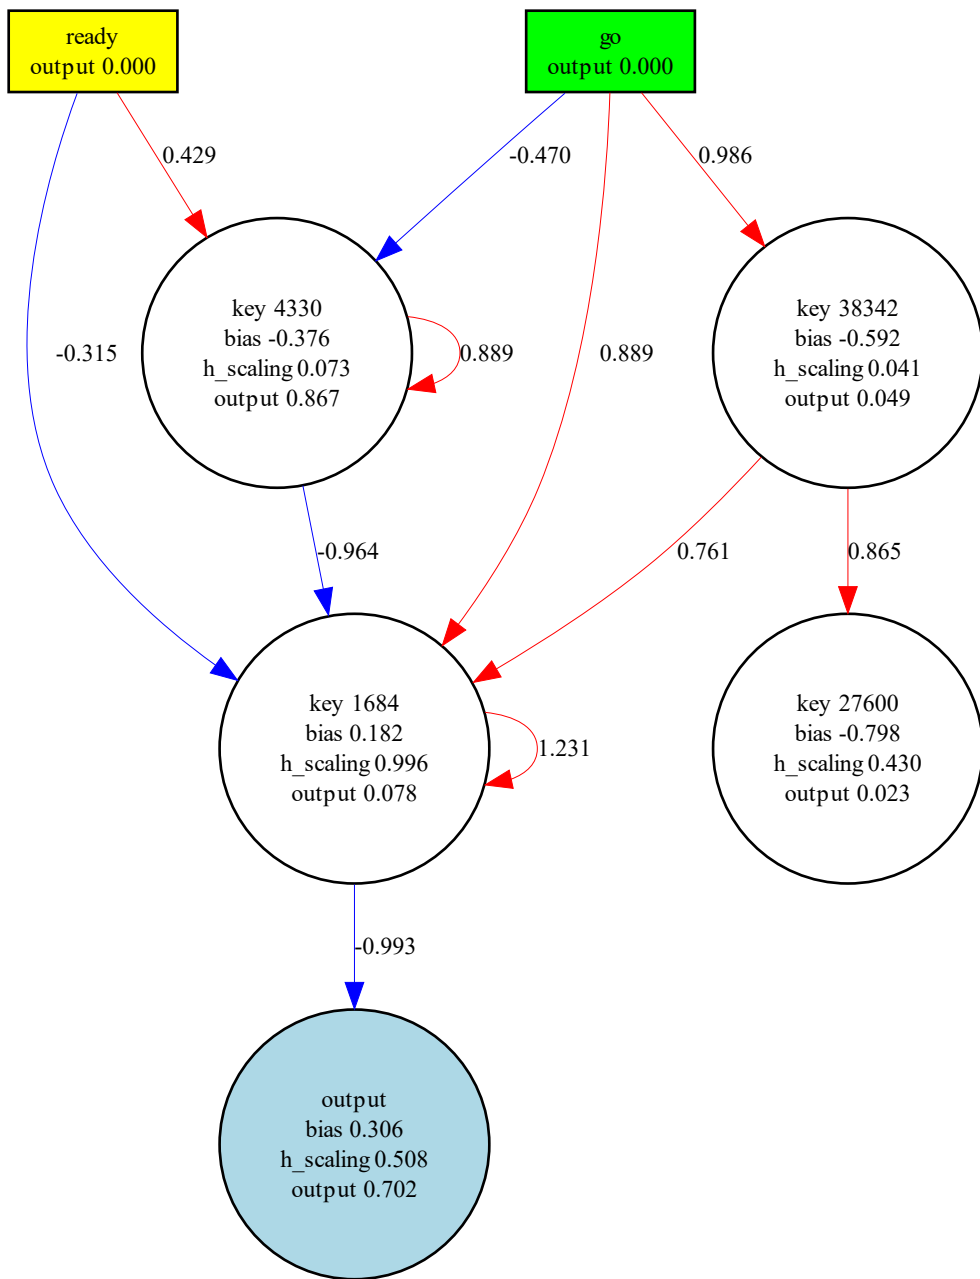 ready
output 0.000
go
output 0.000
0.429
-0.470
0.986
key 4330
bias -0.376
h_scaling 0.073
output 0.867
key 38342
bias -0.592
h_scaling 0.041
output 0.049
-0.315
0.889
0.889
-0.964
0.761
0.865
key 1684
bias 0.182
h_scaling 0.996
output 0.078
1.231
key 27600
bias -0.798
h_scaling 0.430
output 0.023
-0.993
output
bias 0.306
h_scaling 0.508
output 0.702